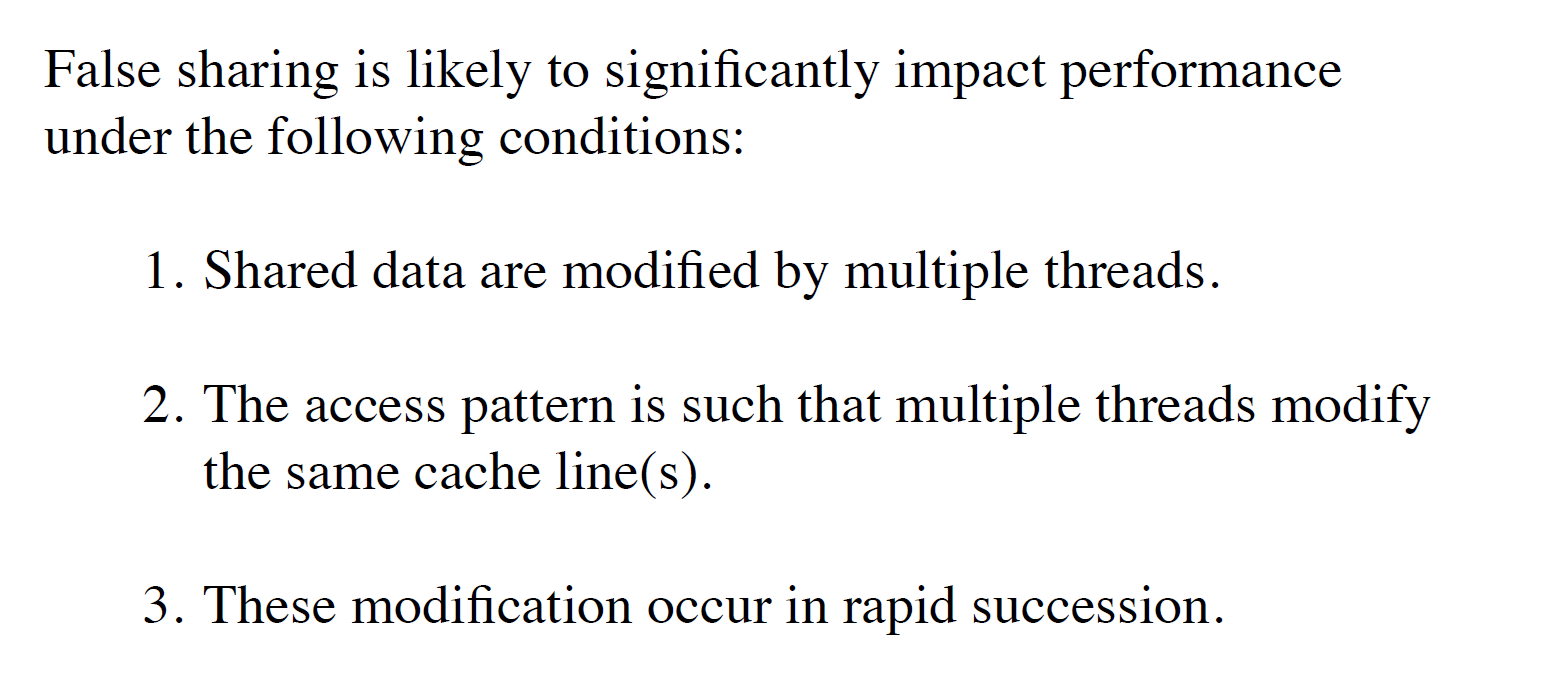 False sharing is likely to significantly impact performance
under the following conditions:
1. Shared data are modified by multiple threads.
2. The access pattern is such that multiple threads modify
the same cache line(s).
3. These modification occur in rapid succession.